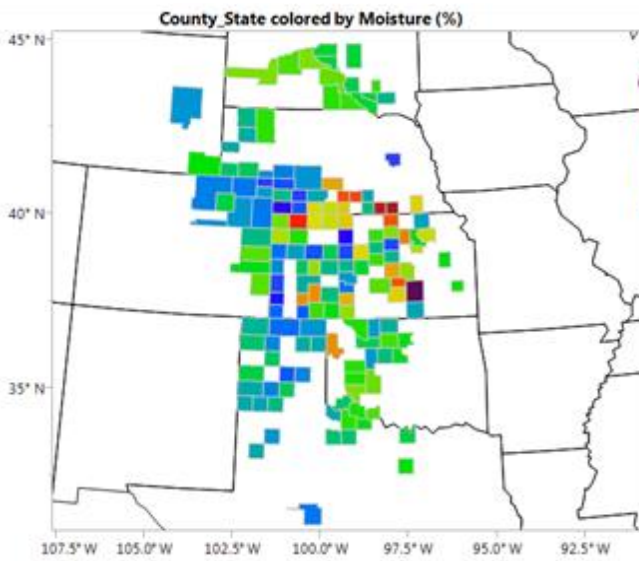 County_State colored by Moisture (%)
45° N
40° N
35° N
107.5° W 105.0° W 102.5° W 100.0° W 97.5° W 95.0° W 92.5° W